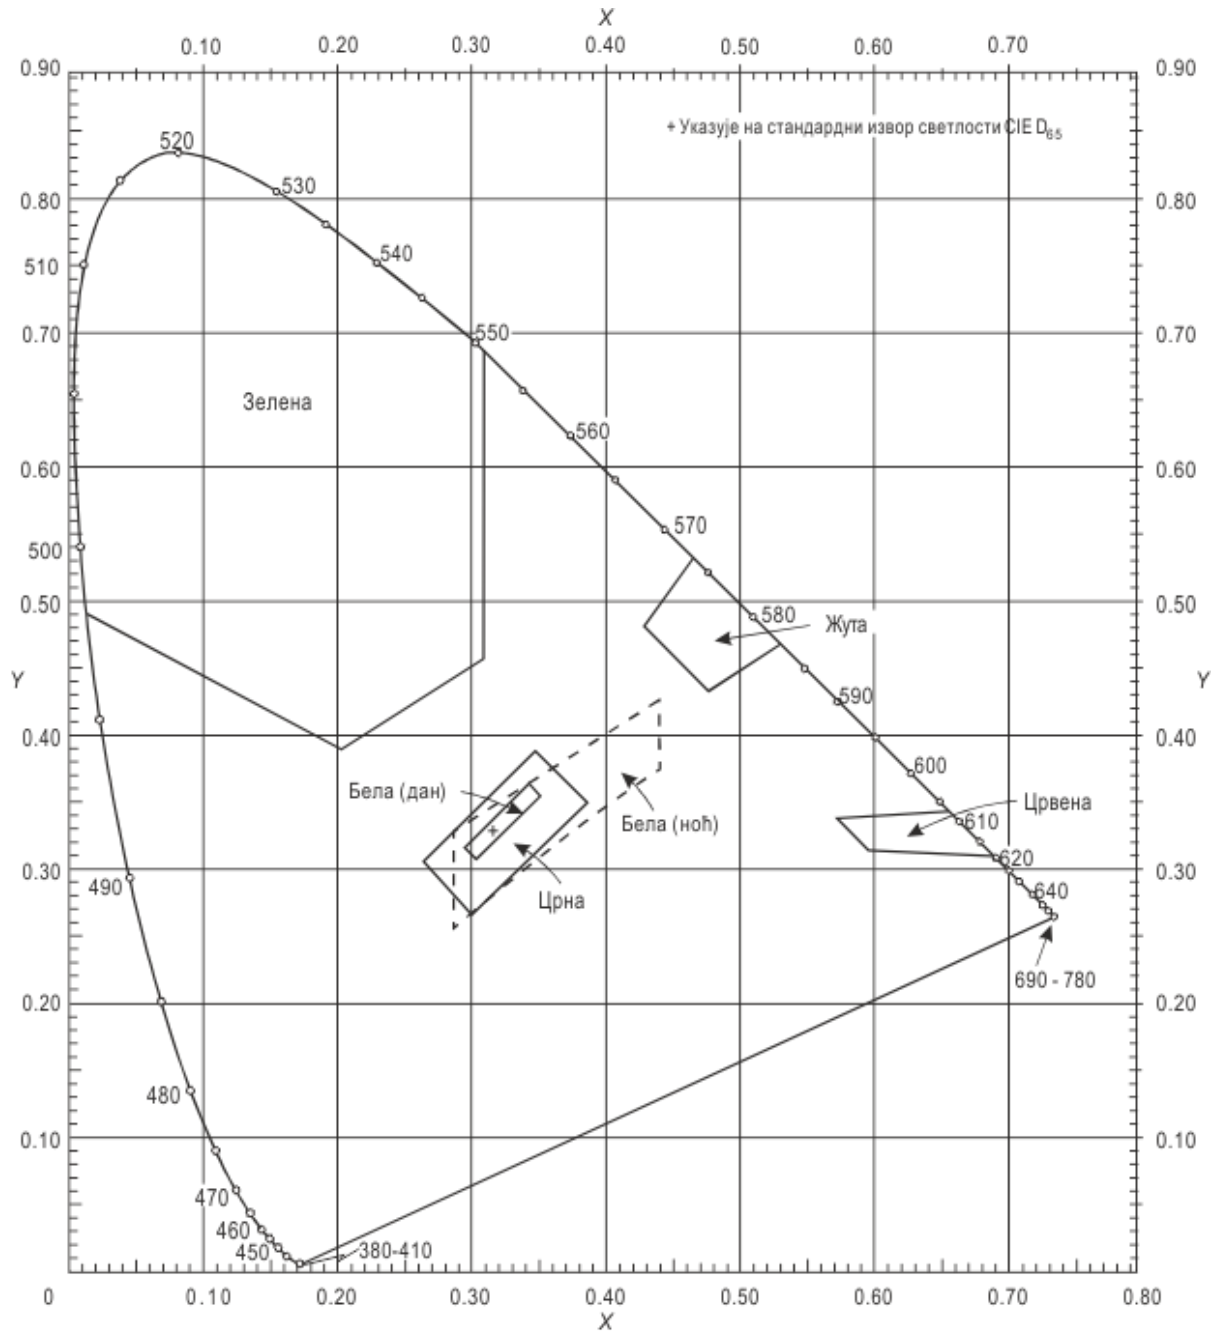 X
0.10 0.20 0.30 0.40 0.50 0.60 0.70
0.90 0.90
+ Указује на стандардни извор светлости CIE D65
520
530
0.80 0.80
540
510
0.70 550 0.70
Зелена
560
0.60 0.60
570
500
0.50 580 0.50
Жута
Y Y
590
0.40 0.40
600
Бела (дан)
Црвена
Бела (ноћ) 610
620
0.30 0.30
490 640
Црна
690 - 780
0.20 0.20
480
0.10 0.10
470
460
450 380-410
0 0.10 0.20 0.30 0.40 0.50 0.60 0.70 0.80
X